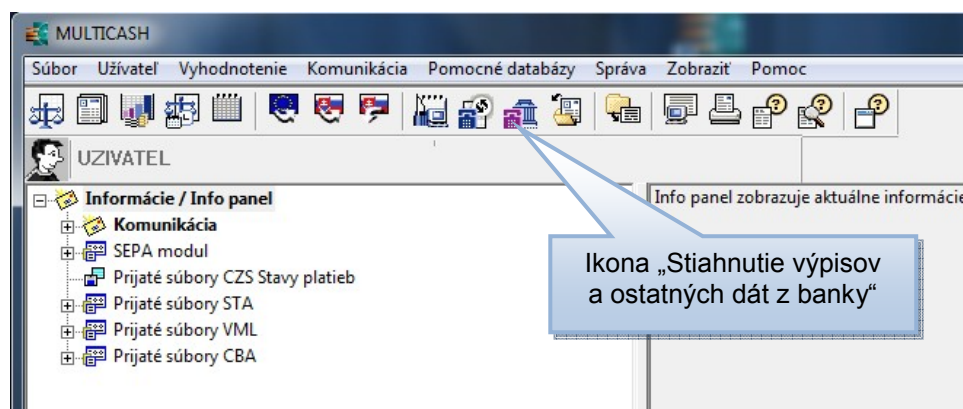 MULTICASH
Súbor Užívateľ Vyhodnotenie Komunikácia Pomocné databázy Správa Zobraziť Pomoc
UZIVATEL
Informácie / Info panel
Komunikácia
SEPA modul
Prijaté súbory CZS Stavy platieb
Prijaté súbory STA
Prijaté súbory VML
Prijaté súbory CBA
Info panel zobrazuje aktuálne informácie
Ikona „Stiahnutie výpisov
a ostatných dát z banky“